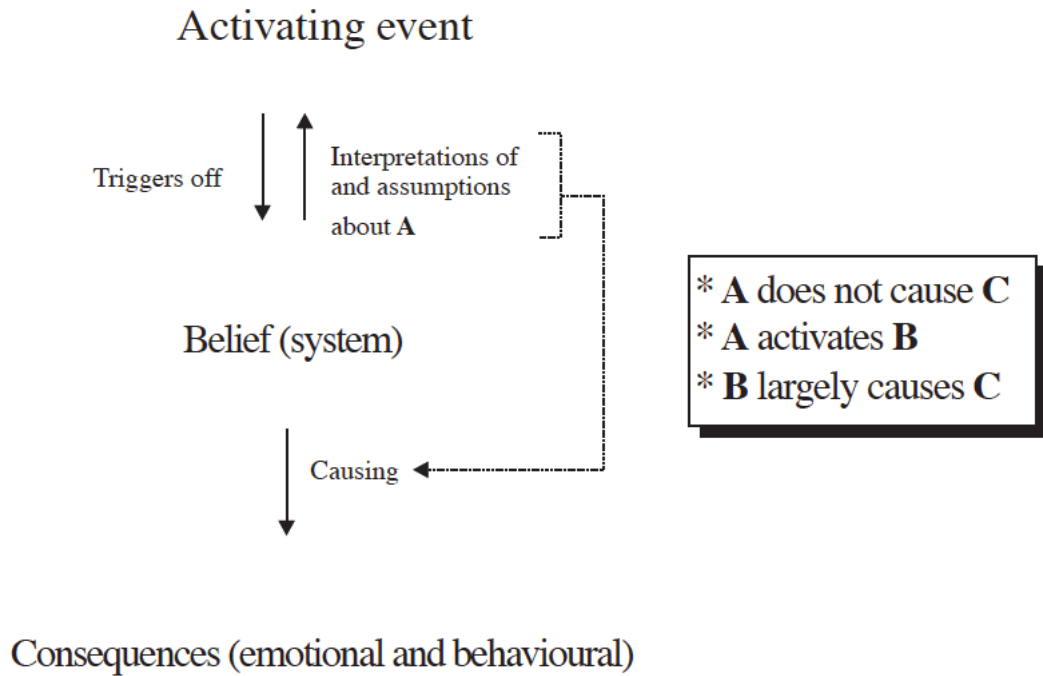 Activating event
Triggers off
Interpretations of
and assumptions
about A
Belief (system)
* A does not cause C
* A activates B
* B largely causes C
Causing
Consequences (emotional and behavioural)